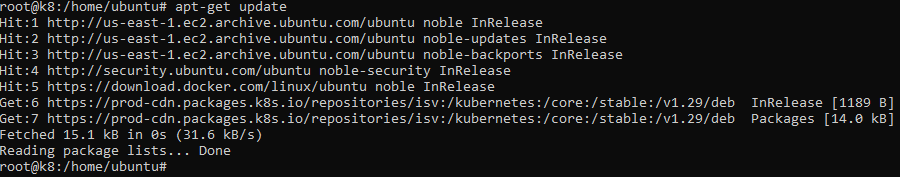 root@k8:/home/ubuntu# apt-get update
Hit:1 http://us-east-1.ec2.archive.ubuntu.com/ubuntu noble InRelease
Hit:2 http://us-east-1.ec2.archive.ubuntu.com/ubuntu noble-updates InRelease
Hit:3 http://us-east-1.ec2.archive.ubuntu.com/ubuntu noble-backports InRelease
Hit:4 http://security.ubuntu.com/ubuntu noble-security InRelease
Hit:5 https://download.docker.com/linux/ubuntu noble InRelease
Get:6 https://prod-cdn.packages.k8s.io/repositories/isv:/kubernetes:/core:/stable:/v1.29/deb  InRelease [1189 B]
Get:7 https://prod-cdn.packages.k8s.io/repositories/isv:/kubernetes:/core:/stable:/v1.29/deb  Packages [14.0 kB]
Fetched 15.1 kB in 0s (31.6 kB/s)
Reading package lists... Done
root@k8:/home/ubuntu#